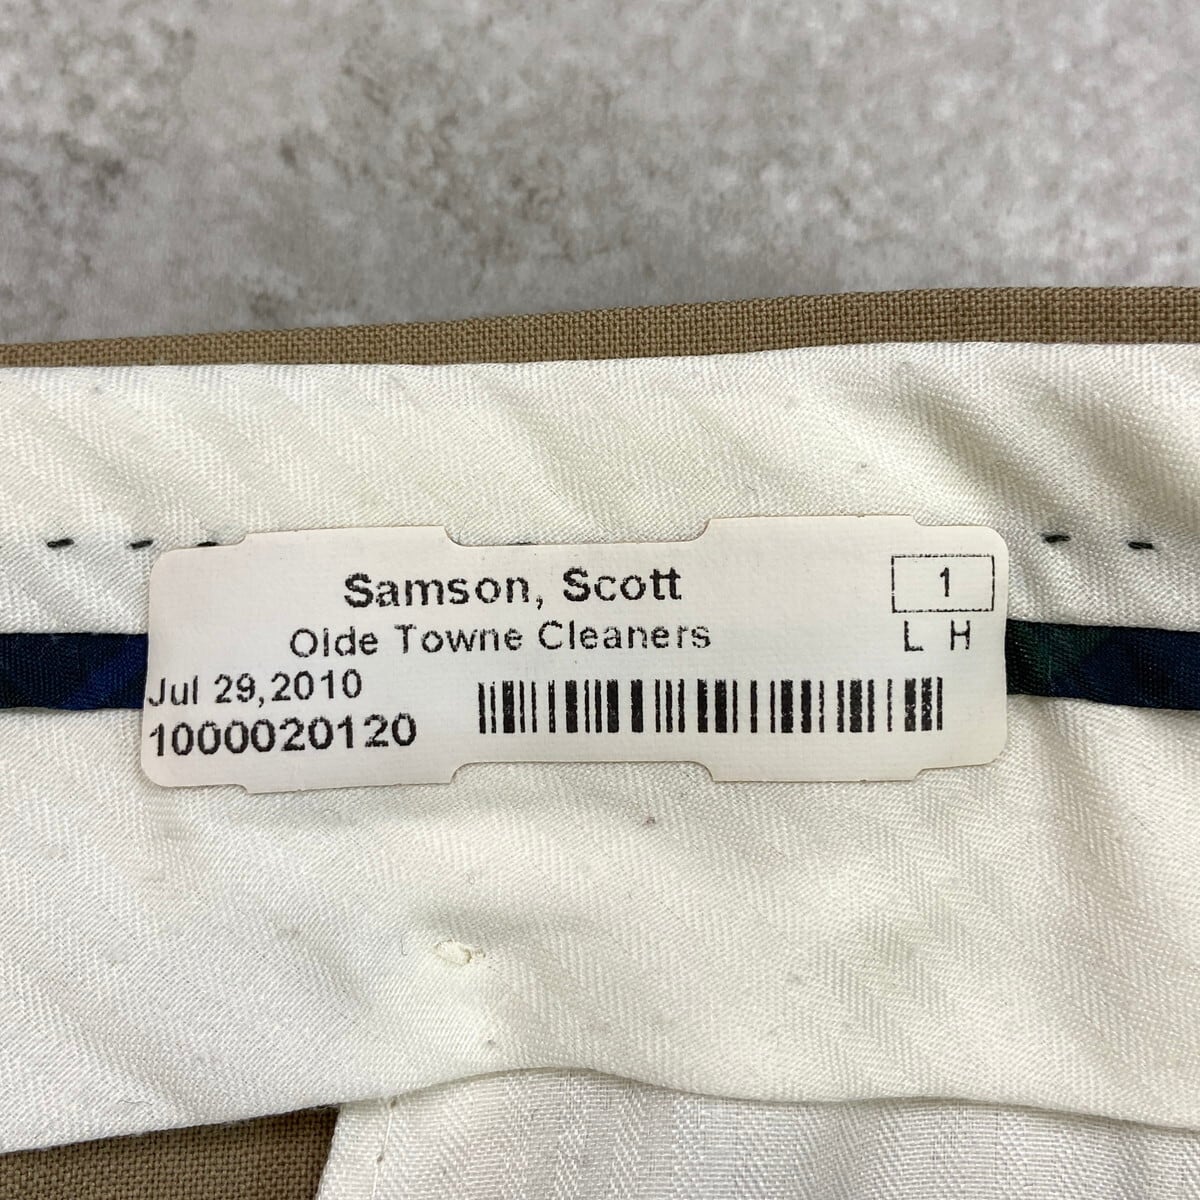 Samson, Scott
1
Olde Towne Cleaners
L H
Jul 29,2010
1000020120